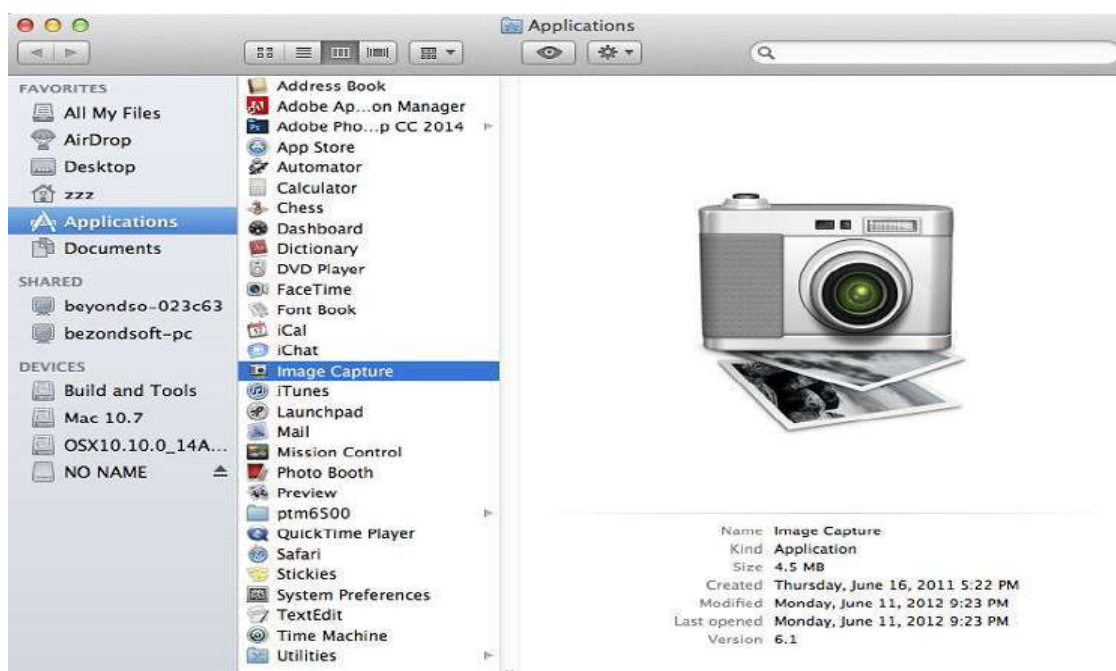 Applications
FAVORITES
All My Files
AirDrop
Desktop
zzz
Applications
Documents
SHARED
beyondso-023c63
bezondsoft-pc
DEVICES
Build and Tools
Mac 10.7
OSX10.10.0_14A...
NO NAME
Address Book
Adobe Ap...on Manager
Adobe Pho...p CC 2014
App Store
Automator
Calculator
Chess
Dashboard
Dictionary
DVD Player
FaceTime
Font Book
iCal
iChat
Image Capture
iTunes
Launchpad
Mail
Mission Control
Photo Booth
Preview
ptm6500
QuickTime Player
Safari
Stickies
System Preferences
TextEdit
Time Machine
Utilities
Name Image Capture
Kind Application
Size 4.5 MB
Created Thursday, June 16, 2011 5:22 PM
Modified Monday, June 11, 2012 9:23 PM
Last opened Monday, June 11, 2012 9:23 PM
Version 6.1